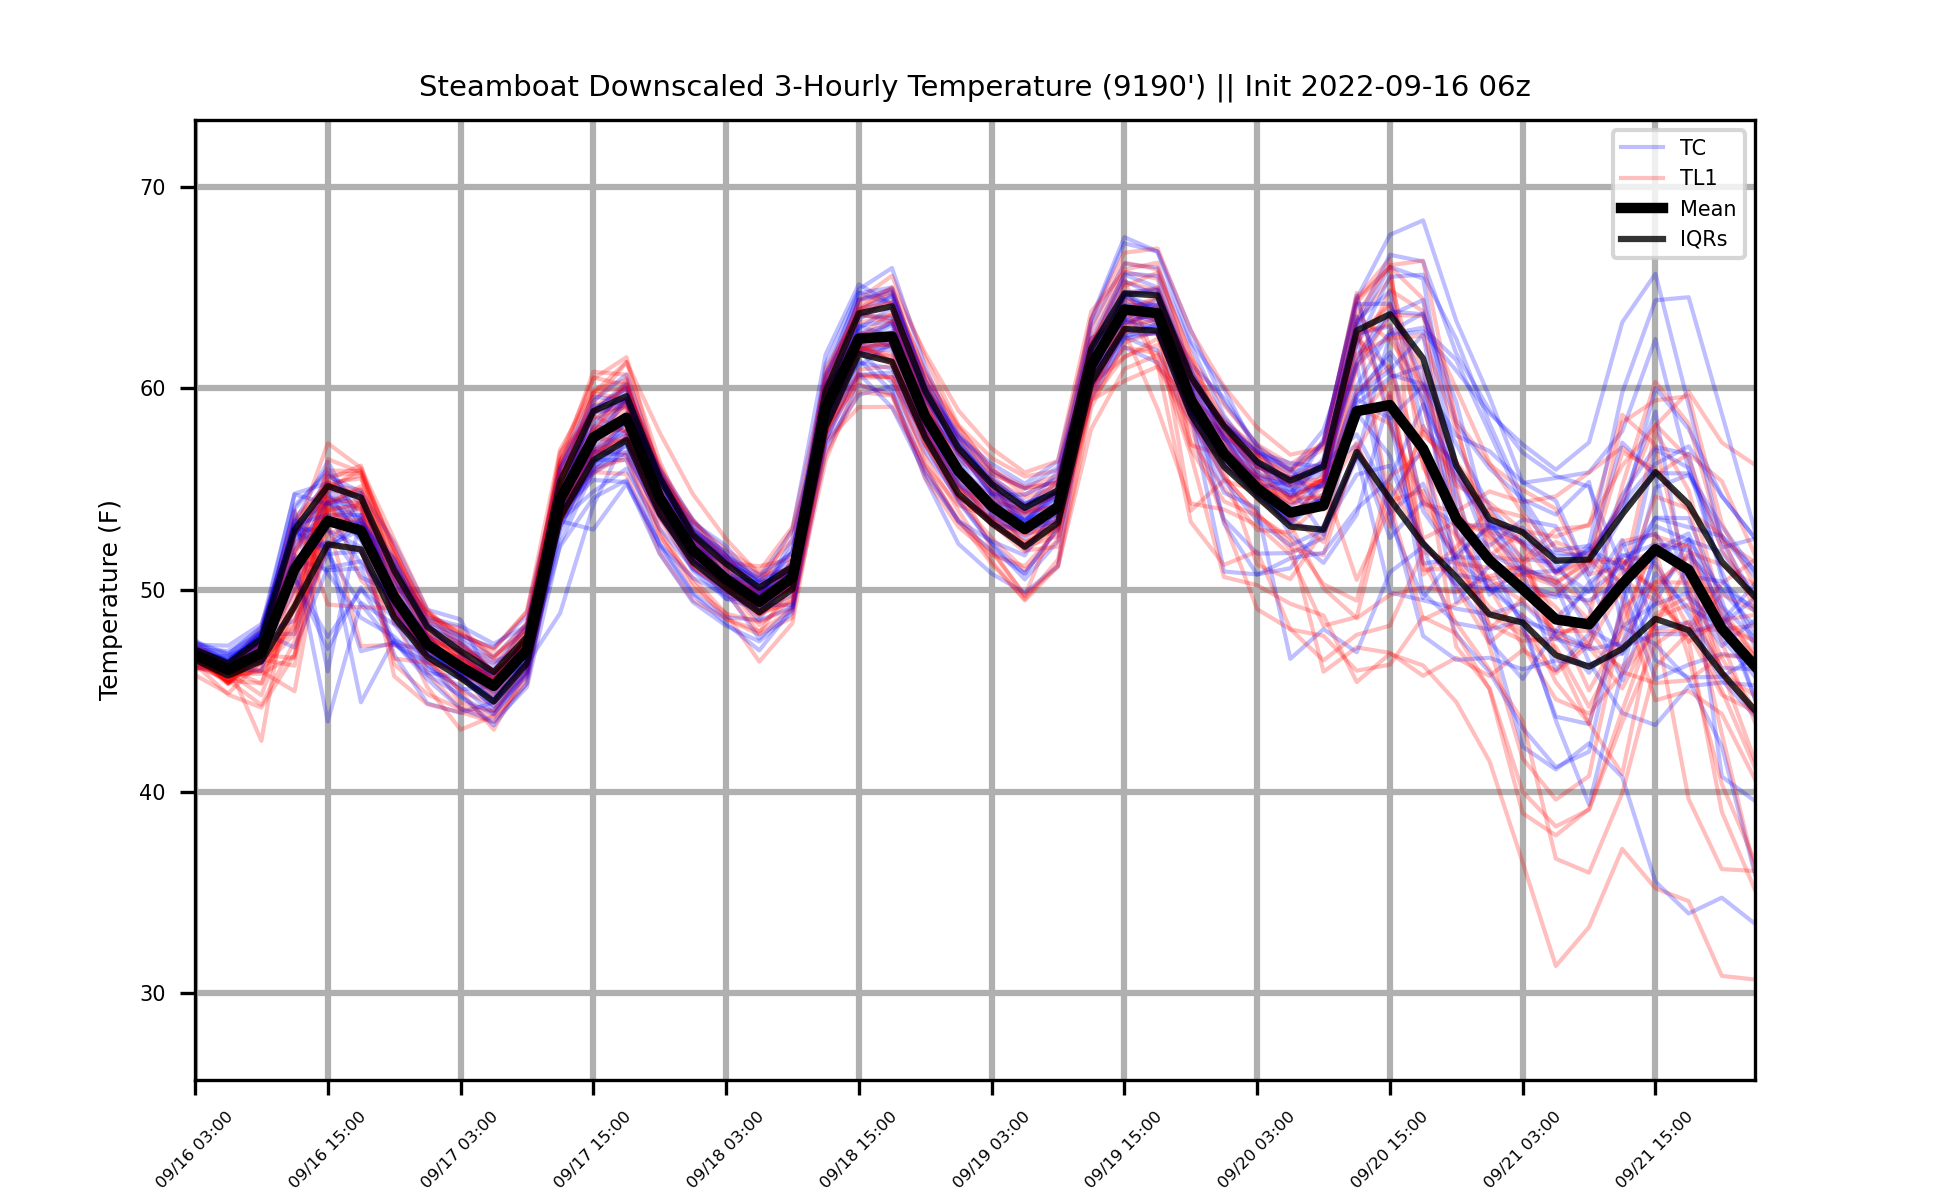 Steamboat Downscaled 3-Hourly Temperature (9190') || Init 2022-09-16 06z
TC
TL1
Mean
IQRs
Temperature (F)
70
60
50
40
30
09/16 03:00
09/16 15:00
09/17 03:00
09/17 15:00
09/18 03:00
09/18 15:00
09/19 03:00
09/19 15:00
09/20 03:00
09/20 15:00
09/21 03:00
09/21 15:00